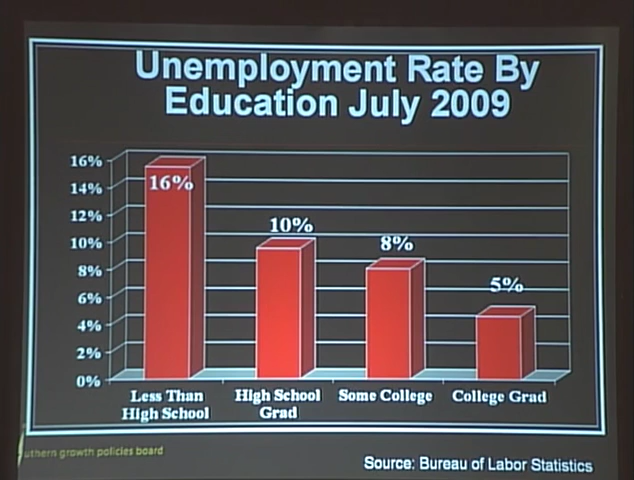 Unemployment Rate By
Education July 2009
16%
14%
12%
10%
8%
6%
4%
2%
0%
16%
10%
8%
5%
Less Than
High School
High School
Grad
Some College
College Grad
uthern growth policies board
Source: Bureau of Labor Statistics